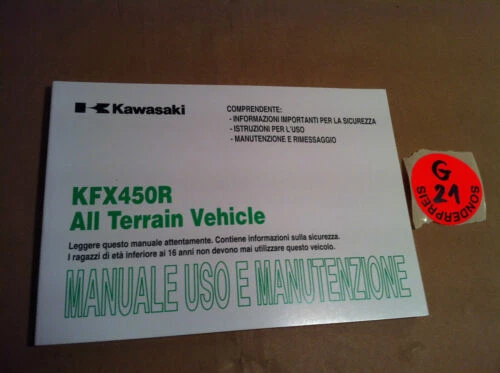 Kawasaki
COMPRENDENTE:
- INFORMAZIONI IMPORTANTI PER LA SICUREZZA
- ISTRUZIONI PER L'USO
- MANUTENZIONE E RIMESSAGGIO
KFX450R
All Terrain Vehicle
Leggere questo manuale attentamente. Contiene informazioni sulla sicurezza.
I ragazzi di età inferiore ai 16 anni non devono mai utilizzare questo veicolo.
MANUALE USO E MANUTENZIONE
G
21
SONDERPREIS